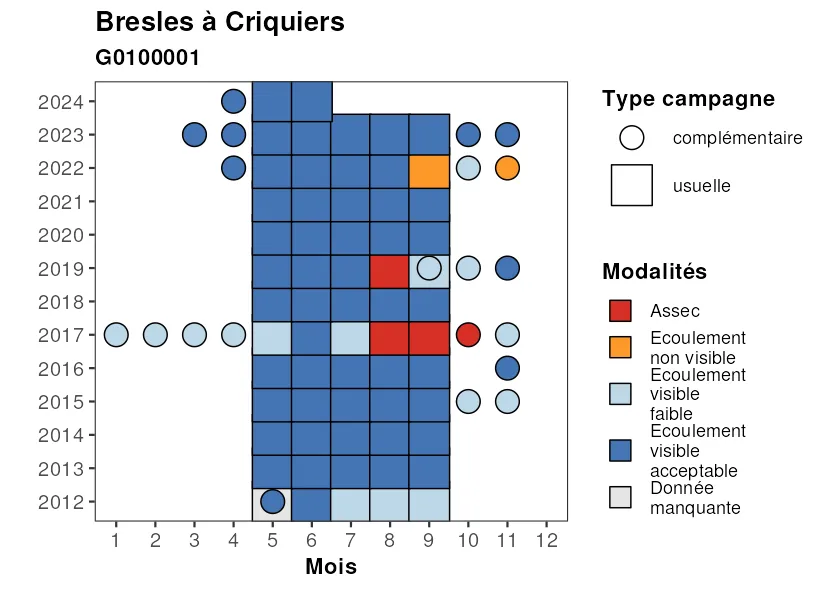 Bresles à Criquiers
G0100001
2024
2023
2022
2021
2020
2019
2018
2017
2016
2015
2014
2013
2012
1 2 3 4 5 6 7 8 9 10 11 12
Mois
Type campagne
complémentaire
usuelle
Modalités
Assec
Ecoulement
non visible
Ecoulement
visible
faible
Ecoulement
visible
acceptable
Donnée
manquante